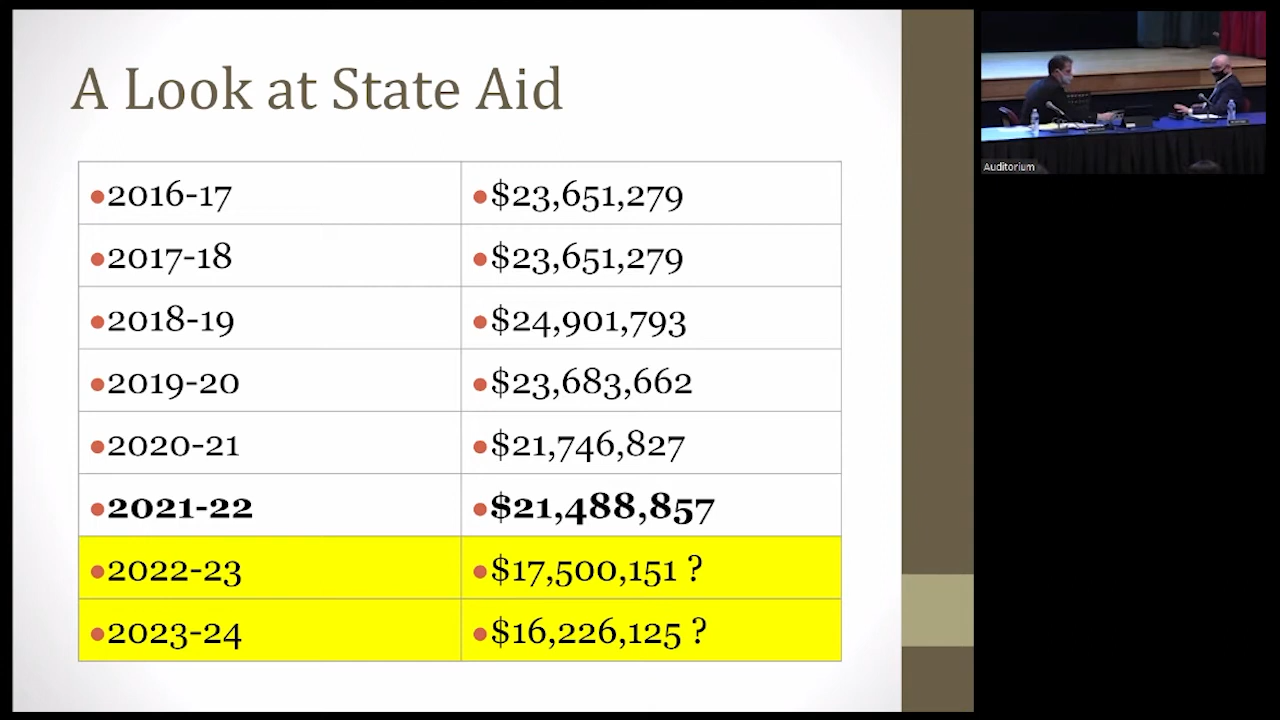 A Look at State Aid
•2016-17 •$23,651,279
•2017-18 •$23,651,279
•2018-19 •$24,901,793
•2019-20 •$23,683,662
•2020-21 •$21,746,827
•2021-22 •$21,488,857
•2022-23 •$17,500,151 ?
•2023-24 •$16,226,125 ?
Auditorium